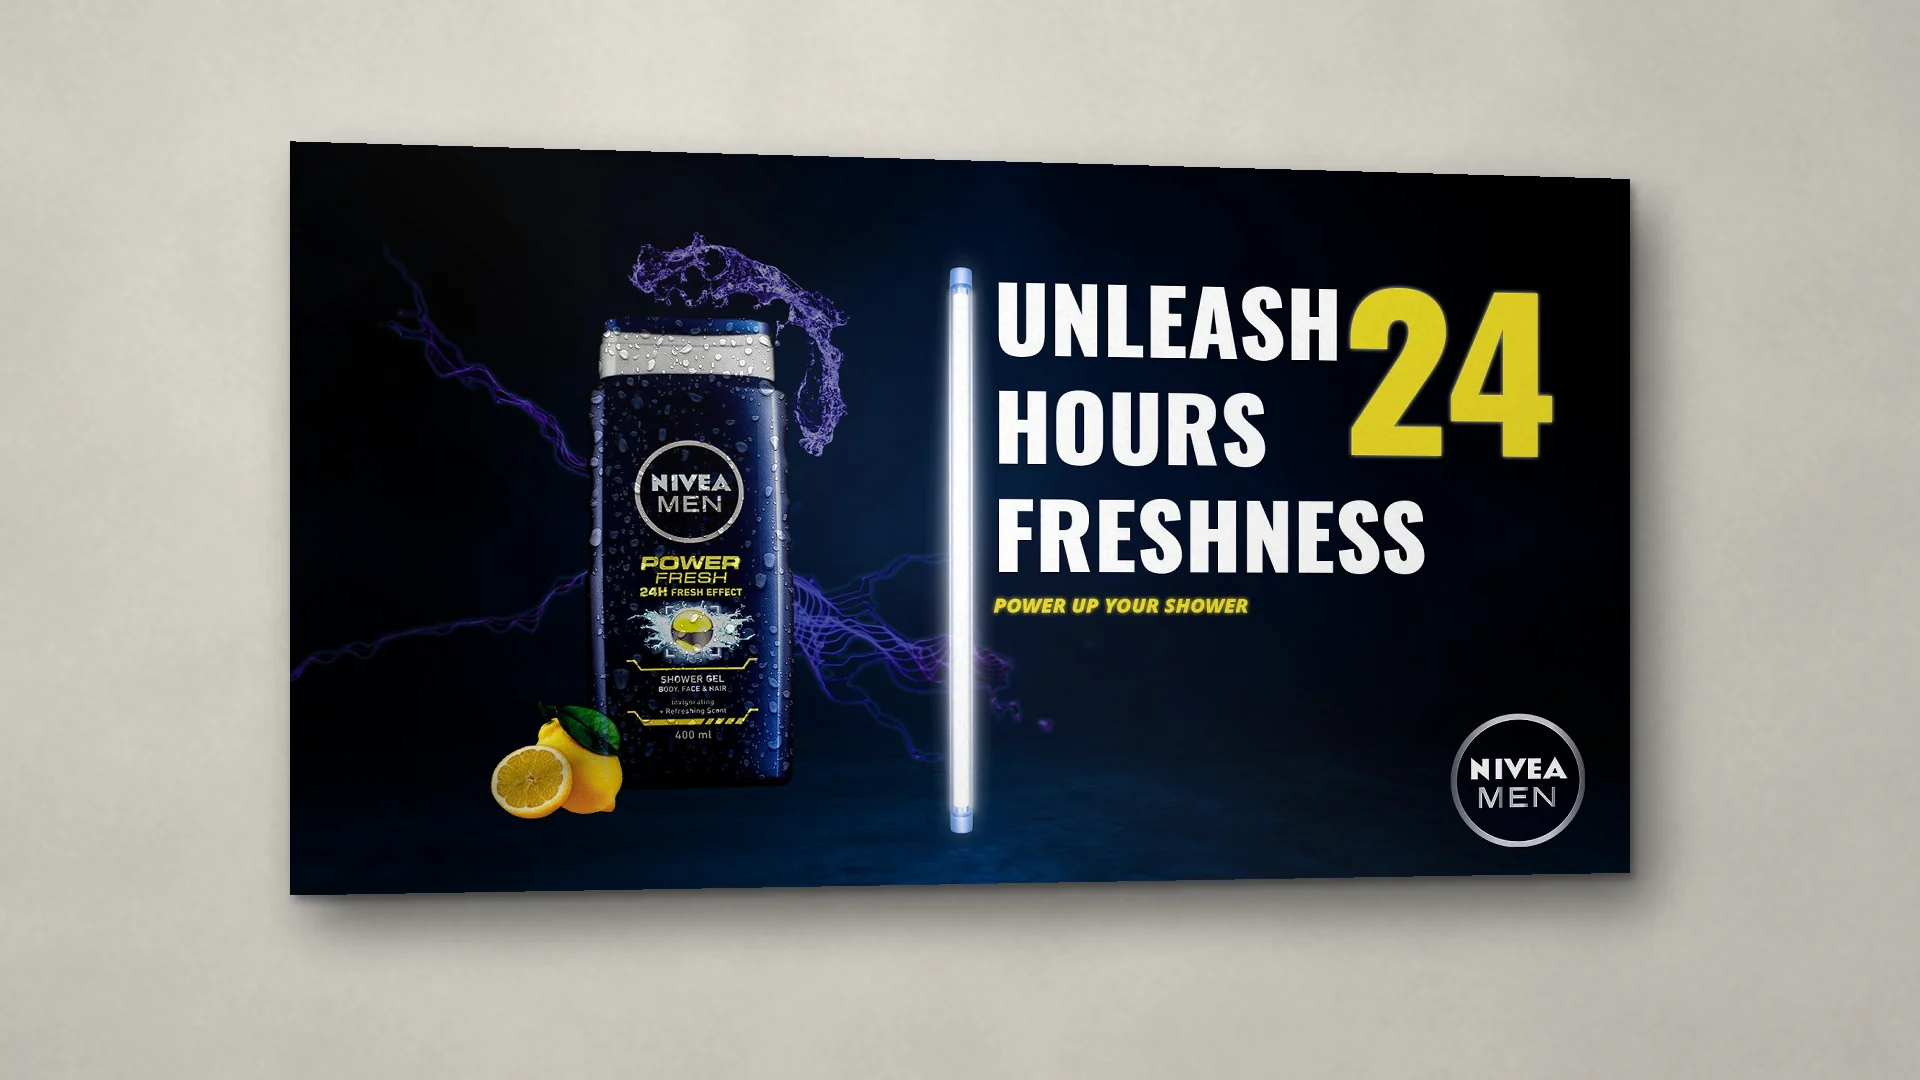 NIVEA
MEN
POWER
FRESH
24H FRESH EFFECT
SHOWER GEL
BODY, FACE & HAIR
Invigorating
+ Refreshing Scent
400 ml
UNLEASH 24
HOURS
FRESHNESS
POWER UP YOUR SHOWER
NIVEA
MEN